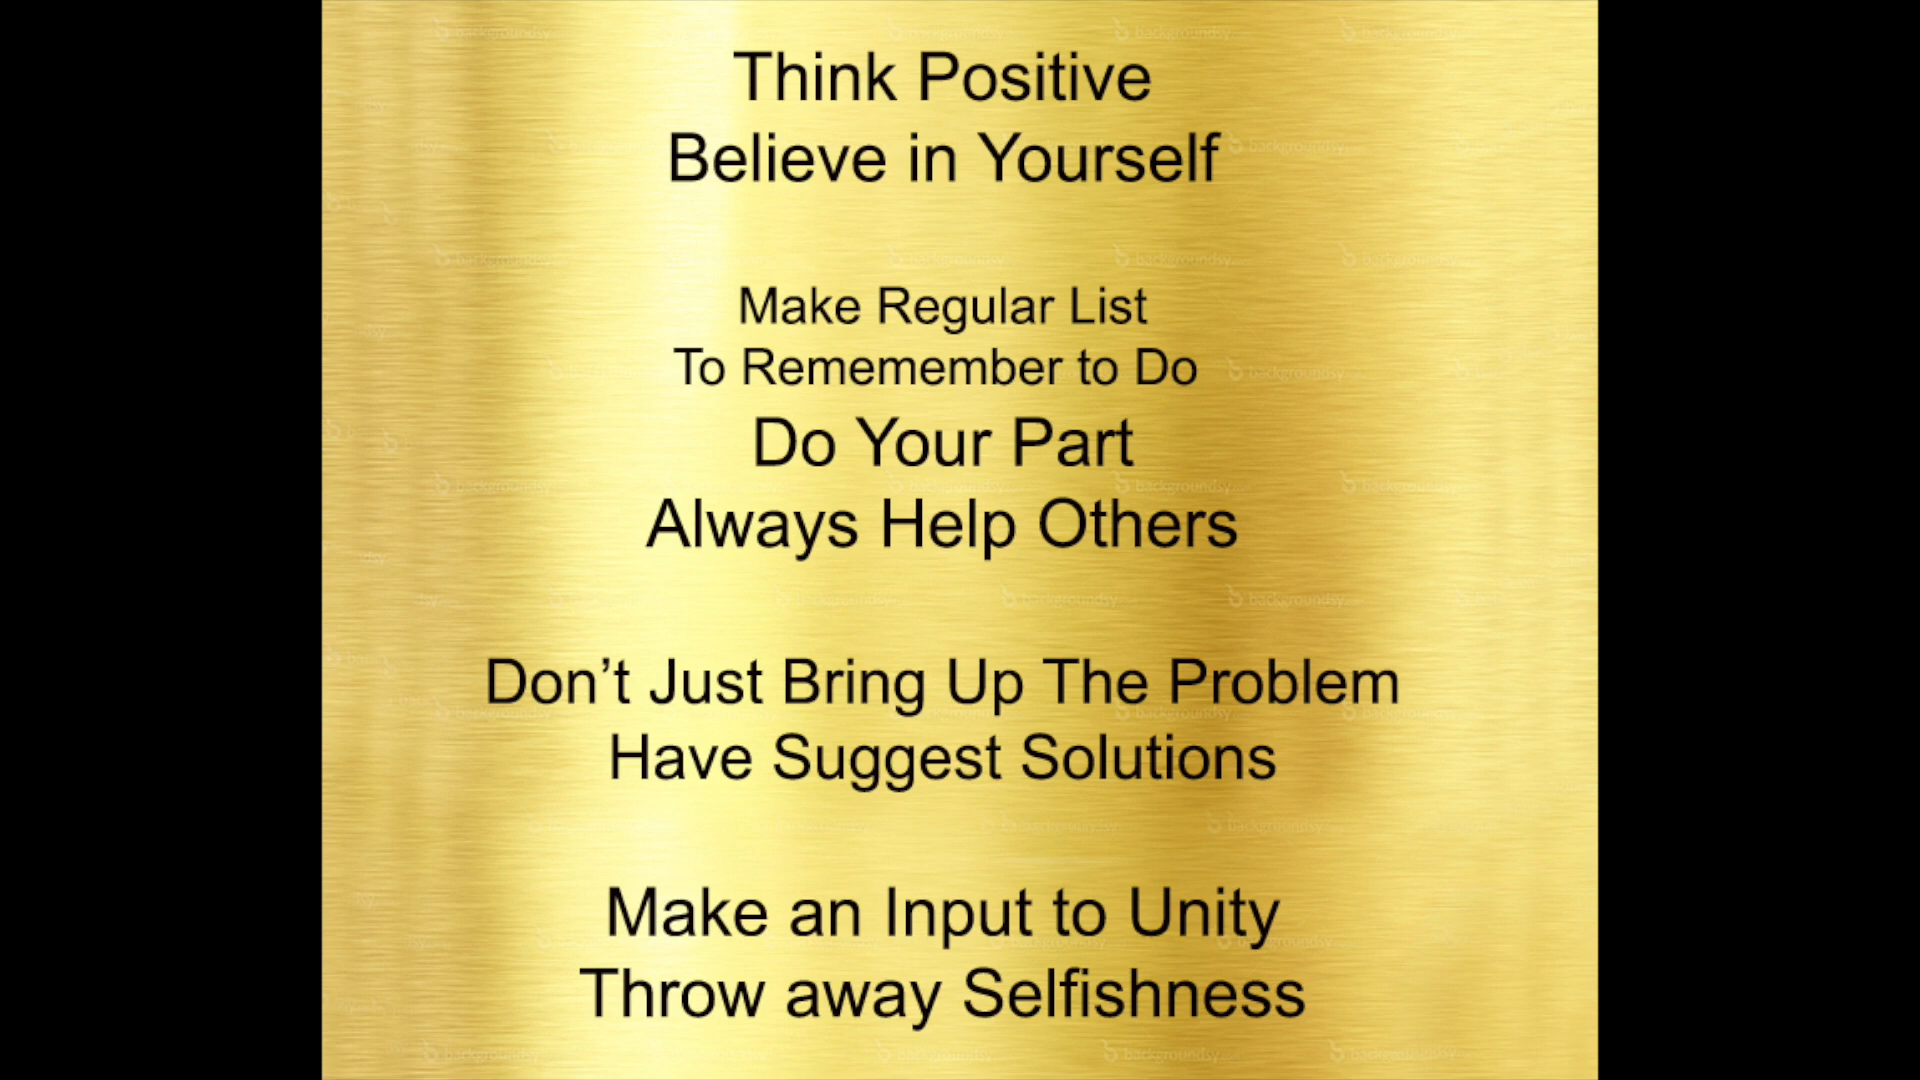 Think Positive
Believe in Yourself
Make Regular List
To Rememember to Do
Do Your Part
Always Help Others
Don’t Just Bring Up The Problem
Have Suggest Solutions
Make an Input to Unity
Throw away Selfishness